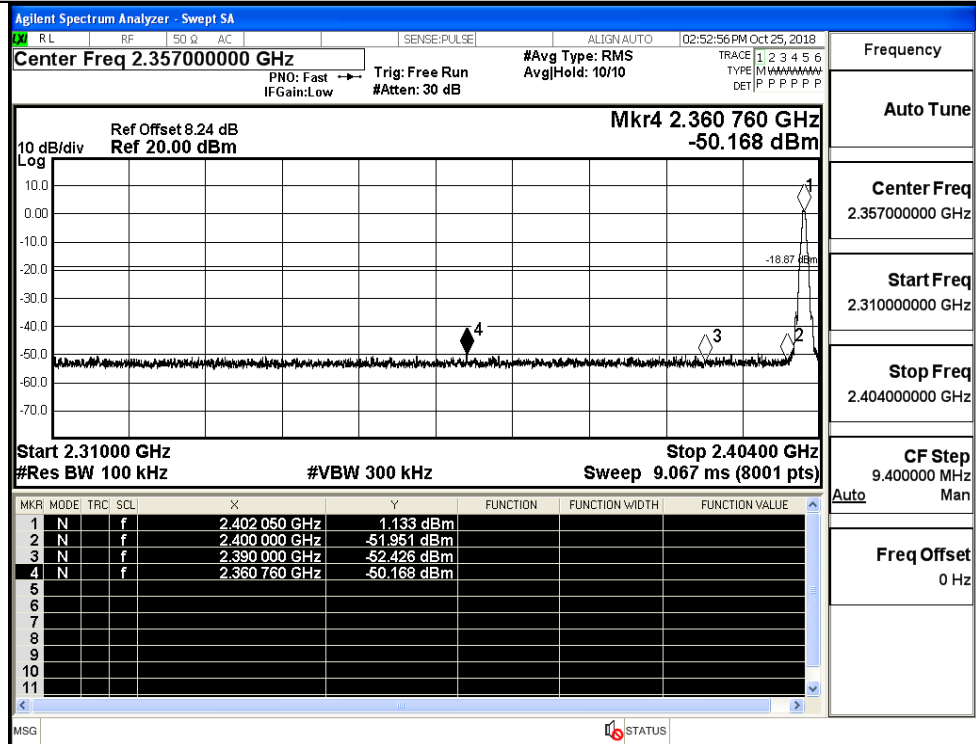 Agilent Spectrum Analyzer - Swept SA
LXI RL RF 50 Ω AC SENSE:PULSE ALIGN AUTO 02:52:56 PM Oct 25, 2018
Center Freq 2.357000000 GHz
PNO: Fast
IFGain:Low
Trig: Free Run
#Atten: 30 dB
#Avg Type: RMS
Avg|Hold: 10/10
TRACE 1 2 3 4 5 6
TYPE M W W W W W
DET P P P P P P
Mkr4 2.360 760 GHz
-50.168 dBm
Ref Offset 8.24 dB
10 dB/div Ref 20.00 dBm
Log
10.0
0.00
-10.0
-20.0
-30.0
-40.0
-50.0
-60.0
-70.0
1
-18.87 dBm
4
3
2
Start 2.31000 GHz Stop 2.40400 GHz
#Res BW 100 kHz #VBW 300 kHz Sweep 9.067 ms (8001 pts)
MKR MODE TRC SCL X Y FUNCTION FUNCTION WIDTH FUNCTION VALUE
1 N f 2.402 050 GHz 1.133 dBm
2 N f 2.400 000 GHz -51.951 dBm
3 N f 2.390 000 GHz -52.426 dBm
4 N f 2.360 760 GHz -50.168 dBm
5
6
7
8
9
10
11
MSG STATUS
Frequency
Auto Tune
Center Freq
2.357000000 GHz
Start Freq
2.310000000 GHz
Stop Freq
2.404000000 GHz
CF Step
9.400000 MHz
Auto Man
Freq Offset
0 Hz